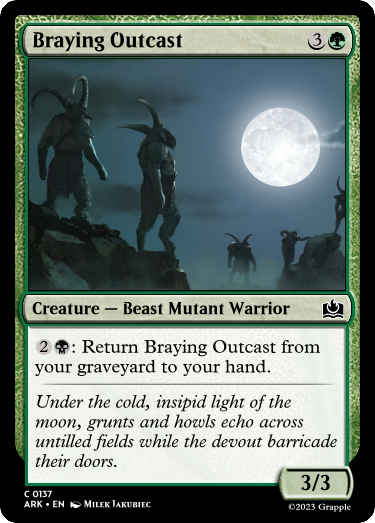 Braying Outcast 3
Creature — Beast Mutant Warrior
2 : Return Braying Outcast from
your graveyard to your hand.
Under the cold, insipid light of the
moon, grunts and howls echo across
untilled fields while the devout barricade
their doors.
3/3
C 0137
ARK • EN Milek Jakubiec
©2023 Grapple